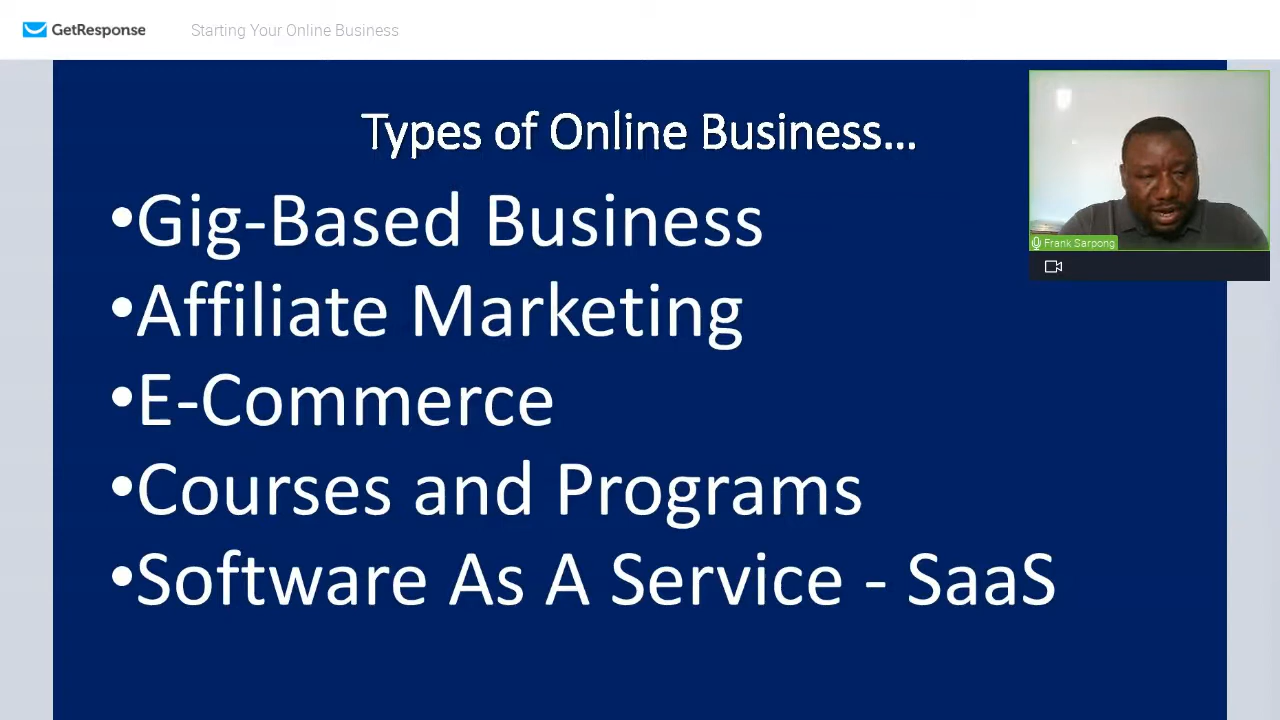 GetResponse
Starting Your Online Business
Types of Online Business...
•Gig-Based Business
•Affiliate Marketing
•E-Commerce
•Courses and Programs
•Software As A Service - SaaS
Frank Sarpong